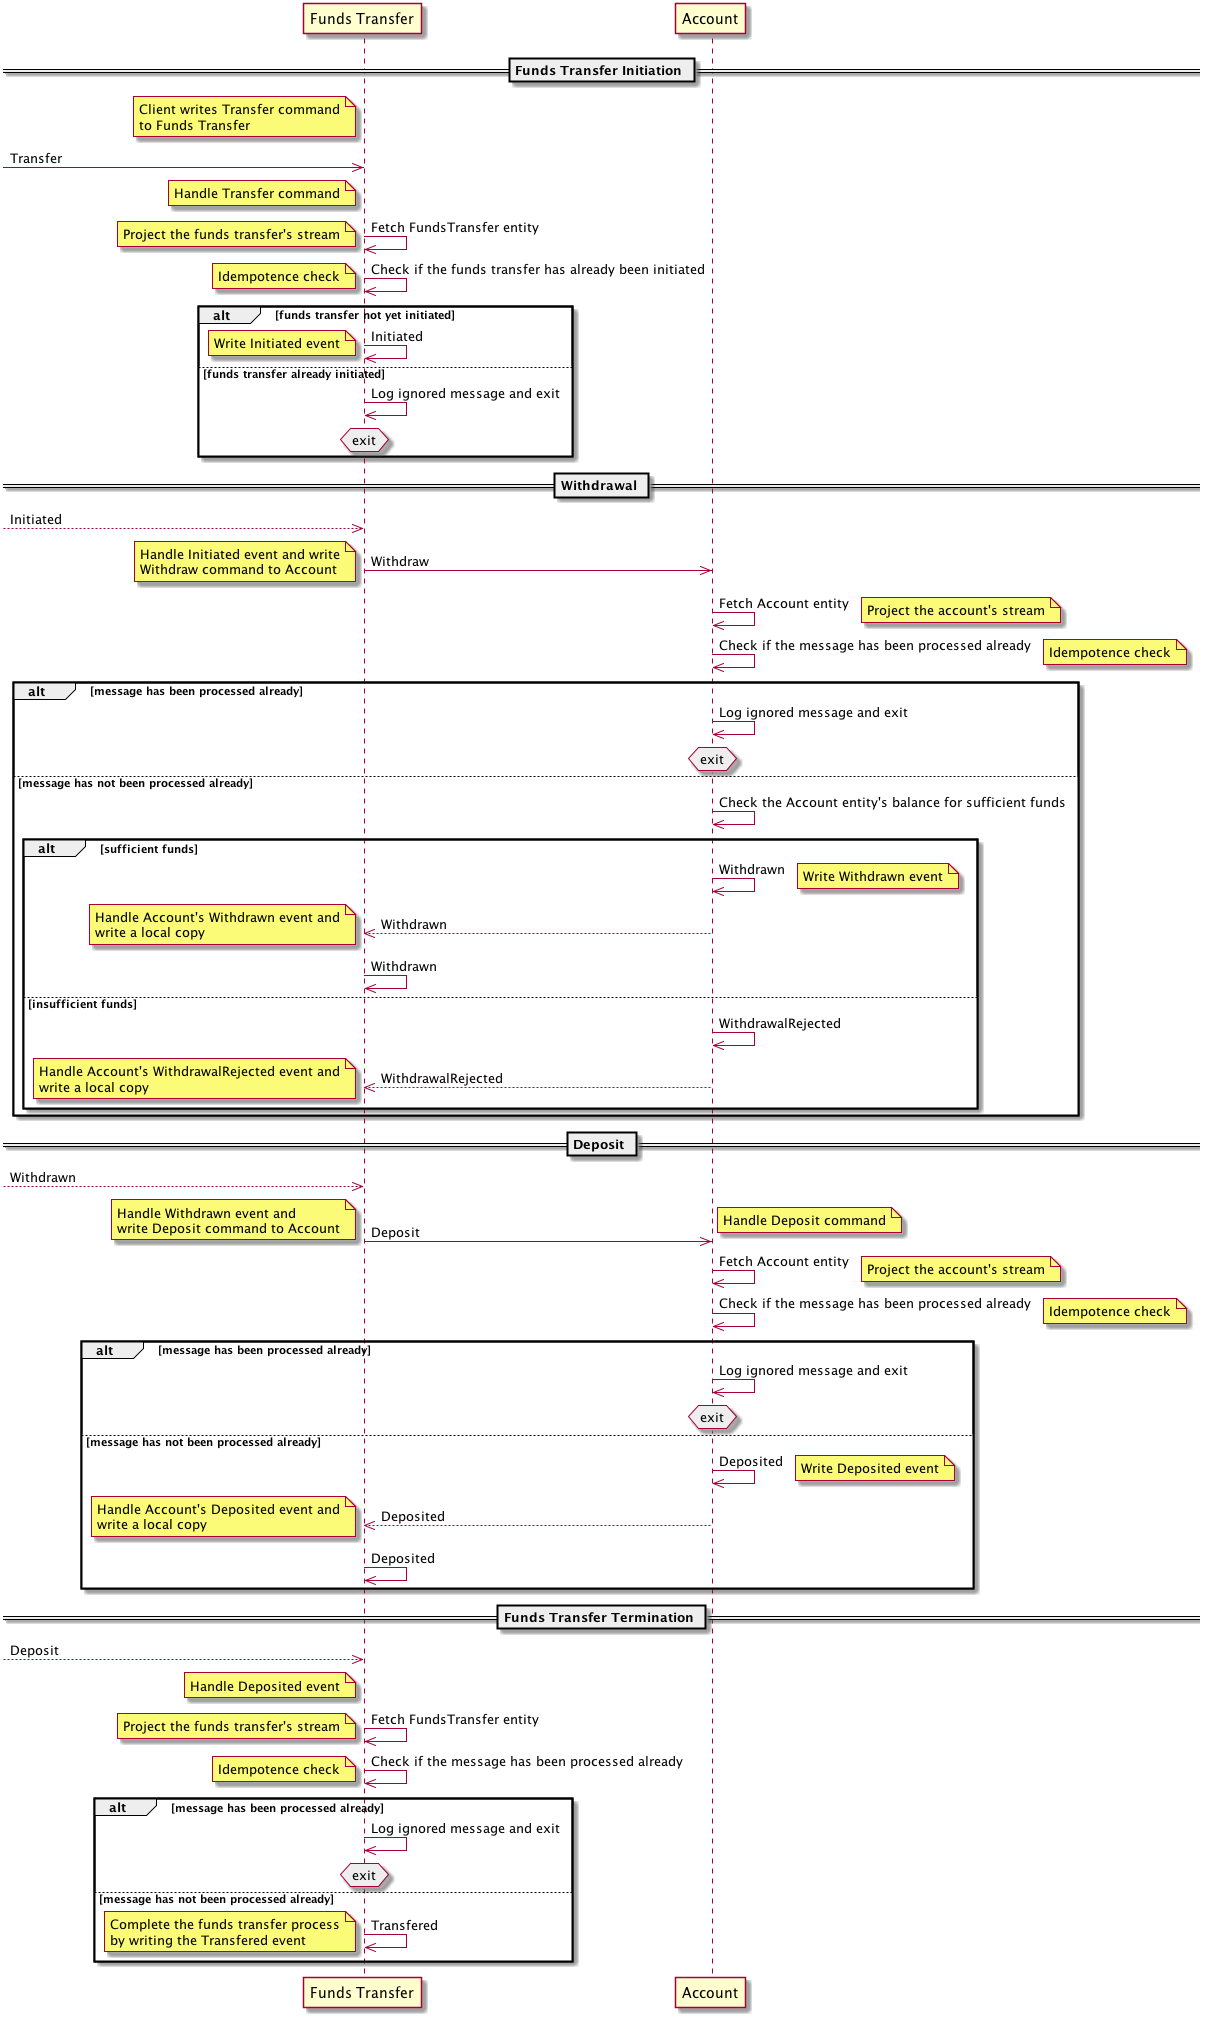 Funds Transfer
Account
Funds Transfer Initiation
Client writes Transfer command
to Funds Transfer
Transfer
Handle Transfer command
Project the funds transfer's stream
Fetch FundsTransfer entity
Idempotence check
Check if the funds transfer has already been initiated
alt
[funds transfer not yet initiated]
Write Initiated event
Initiated
[funds transfer already initiated]
Log ignored message and exit
exit
Withdrawal
Initiated
Handle Initiated event and write
Withdraw command to Account
Withdraw
Fetch Account entity
Project the account's stream
Check if the message has been processed already
Idempotence check
alt
[message has been processed already]
Log ignored message and exit
exit
[message has not been processed already]
Check the Account entity's balance for sufficient funds
alt
[sufficient funds]
Withdrawn
Write Withdrawn event
Handle Account's Withdrawn event and
write a local copy
Withdrawn
Withdrawn
[insufficient funds]
WithdrawalRejected
Handle Account's WithdrawalRejected event and
write a local copy
WithdrawalRejected
Deposit
Withdrawn
Handle Withdrawn event and
write Deposit command to Account
Deposit
Handle Deposit command
Fetch Account entity
Project the account's stream
Check if the message has been processed already
Idempotence check
alt
[message has been processed already]
Log ignored message and exit
exit
[message has not been processed already]
Deposited
Write Deposited event
Handle Account's Deposited event and
write a local copy
Deposited
Deposited
Funds Transfer Termination
Deposit
Handle Deposited event
Project the funds transfer's stream
Fetch FundsTransfer entity
Idempotence check
Check if the message has been processed already
alt
[message has been processed already]
Log ignored message and exit
exit
[message has not been processed already]
Complete the funds transfer process
by writing the Transfered event
Transfered
Funds Transfer
Account